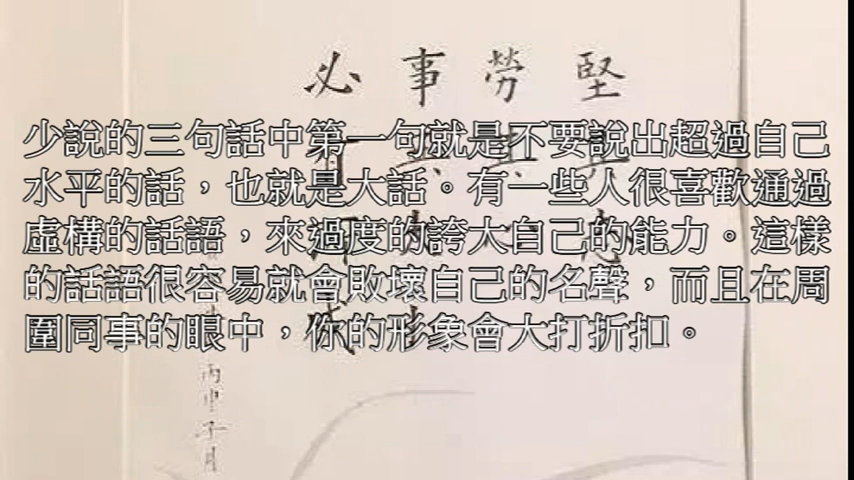 少說的三句話中第一句就是不要說出超過自己
水平的話，也就是大話。有一些人很喜歡通過
虛構的話語，來過度的誇大自己的能力。這樣
的話語很容易就會敗壞自己的名聲，而且在周
圍同事的眼中，你的形象會大打折扣。
堅
勞
事
必
丙申子月